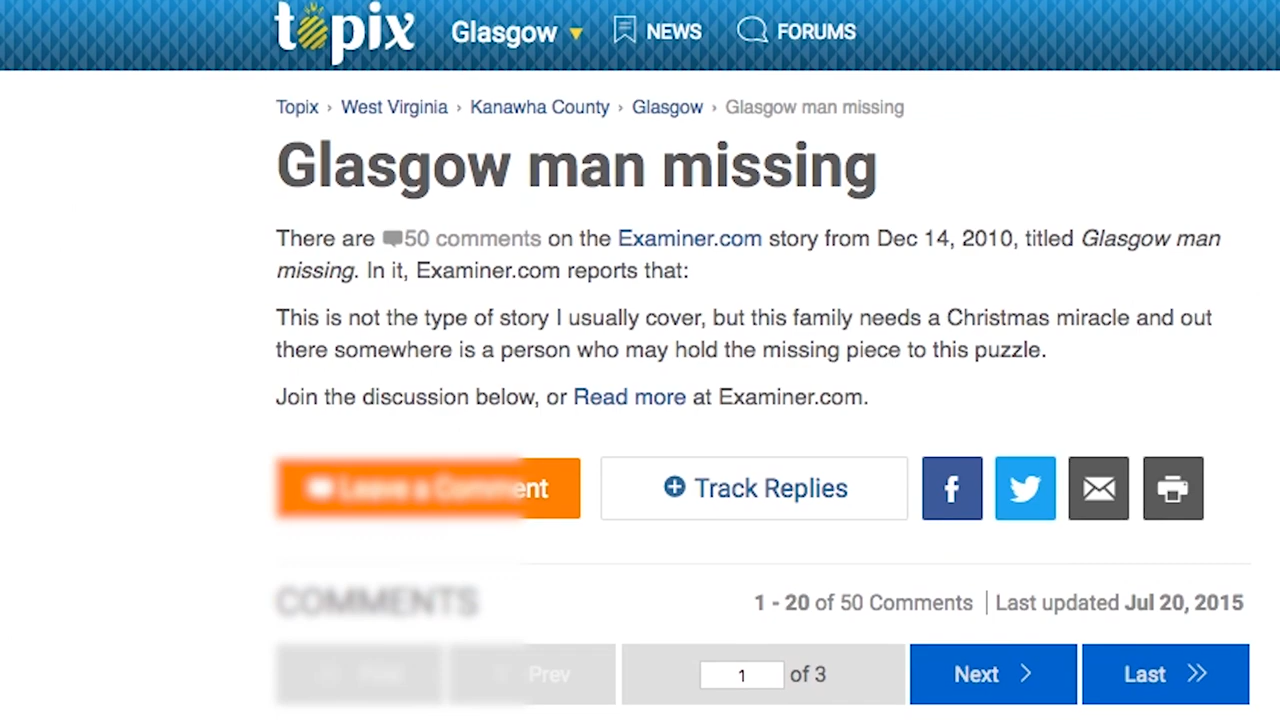 topix Glasgow NEWS FORUMS
Topix › West Virginia › Kanawha County › Glasgow › Glasgow man missing
Glasgow man missing
There are 50 comments on the Examiner.com story from Dec 14, 2010, titled Glasgow man
missing. In it, Examiner.com reports that:
This is not the type of story I usually cover, but this family needs a Christmas miracle and out
there somewhere is a person who may hold the missing piece to this puzzle.
Join the discussion below, or Read more at Examiner.com.
Leave a Comment Track Replies
COMMENTS 1 - 20 of 50 Comments | Last updated Jul 20, 2015
Prev 1 of 3 Next Last